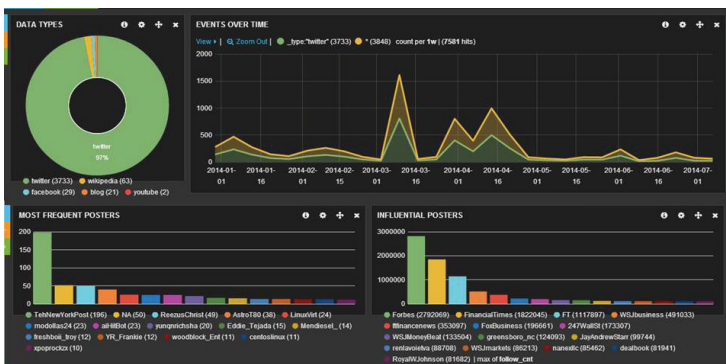 DATA TYPES
twitter
97%
twitter (3733) wikipedia (63)
facebook (29) blog (21) youtube (2)
EVENTS OVER TIME
View Zoom Out _type:"twitter" (3733) * (3848) count per 1w | (7581 hits)
2000
1500
1000
500
0
2014-01- 2014-01- 2014-02- 2014-02- 2014-03- 2014-03- 2014-04- 2014-04- 2014-05- 2014-05- 2014-06- 2014-06- 2014-07-
01 16 01 15 01 16 01 16 01 16 01 16 01
MOST FREQUENT POSTERS
200
150
100
50
0
TehNewYorkPost (196) NA (50) ReezusChrist (49) AstroT80 (38) LinuxVirt (24)
modollas24 (23) aiHitBot (23) yungnrichsha (20) Eddie_Tejada (15) Mendiesel_ (14)
freshboii_troy (12) YR_Frankie (12) woodblock_Ent (11) centoslinux (11)
xpoprockzx (10)
INFLUENTIAL POSTERS
3000000
2000000
1000000
0
Forbes (2792069) FinancialTimes (1822045) FT (1117897) WSJbusiness (491033)
ftfinancenews (353097) FoxBusiness (196661) 247WallSt (173307)
WSJMoneyBeat (133504) greensboro_nc (124093) JayAndrewStarr (99744)
renlavoietva (88708) WSJmarkets (86213) nanexllc (85462) dealbook (81941)
RoyalWJohnson (81682) | max of follow_cnt